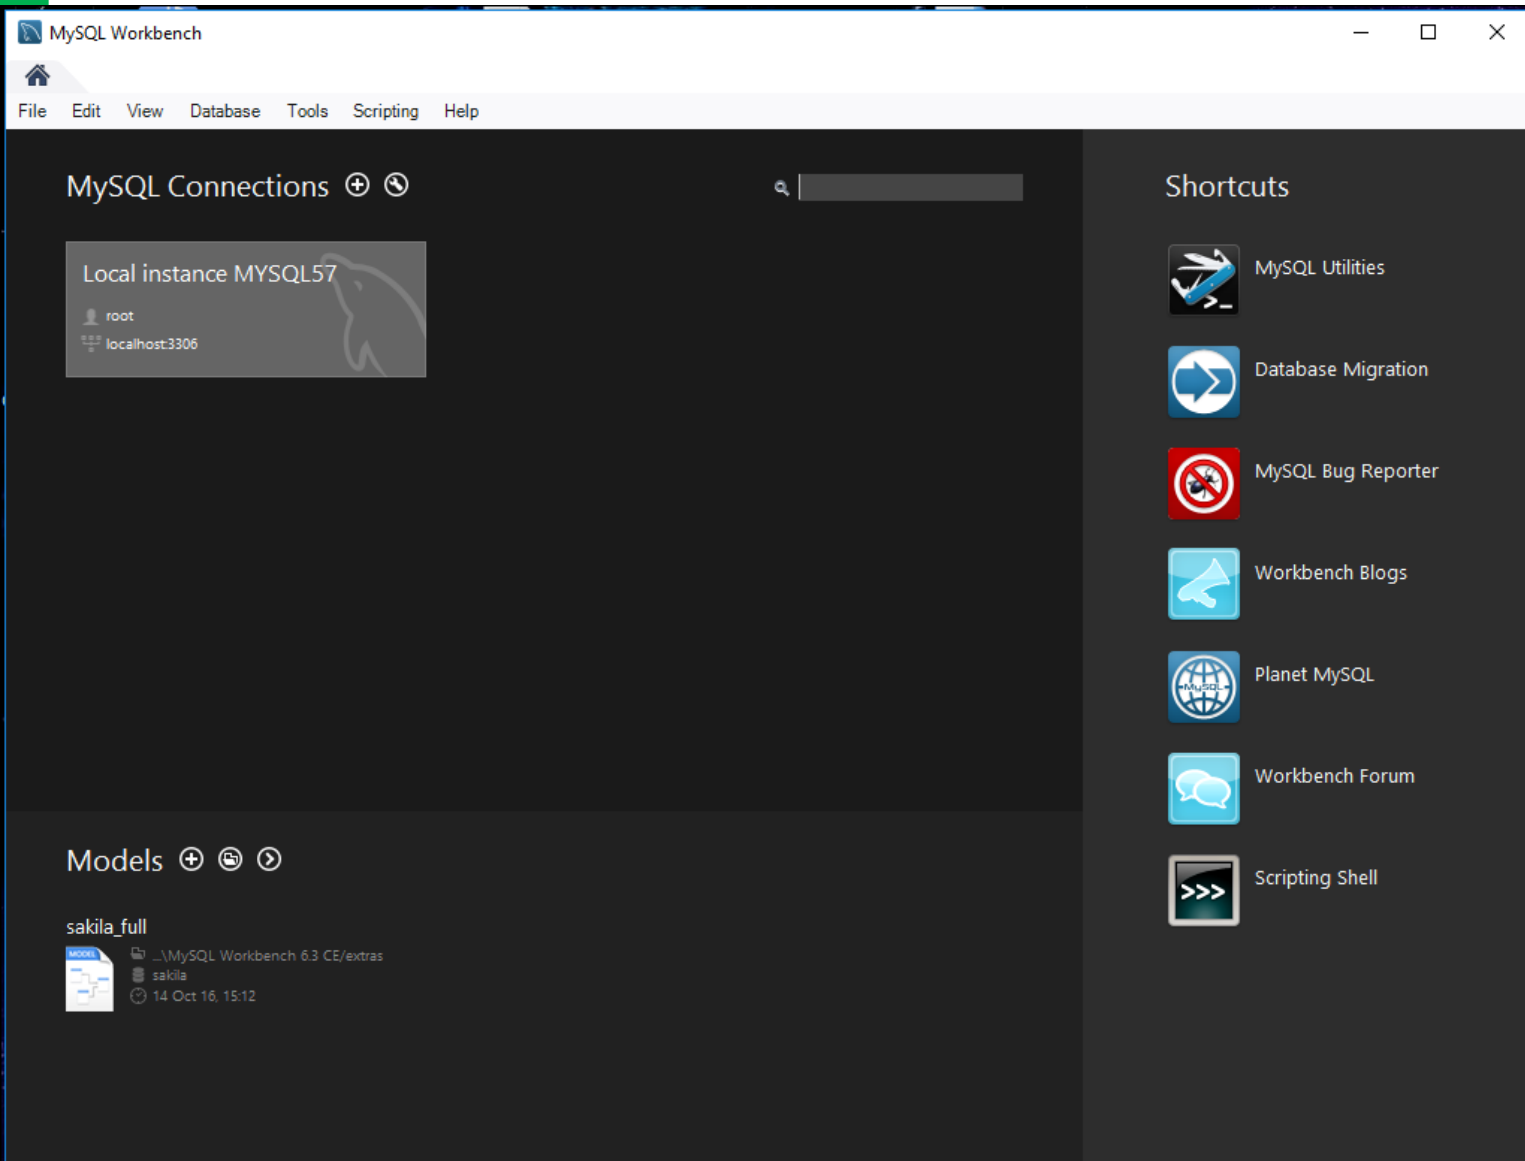 MySQL Workbench
File Edit View Database Tools Scripting Help
MySQL Connections
Local instance MYSQL57
root
localhost:3306
Shortcuts
MySQL Utilities
Database Migration
MySQL Bug Reporter
Workbench Blogs
MySQL
Planet MySQL
Workbench Forum
>>>
Scripting Shell
Models
sakila_full
MODEL
...\MySQL Workbench 6.3 CE/extras
sakila
14 Oct 16, 15:12